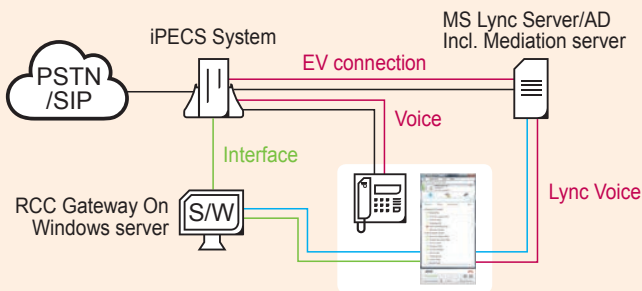 iPECS System
MS Lync Server/AD
Incl. Mediation server
PSTN
/SIP
EV connection
Voice
Interface
RCC Gateway On
Windows server
S/W
Lync Voice